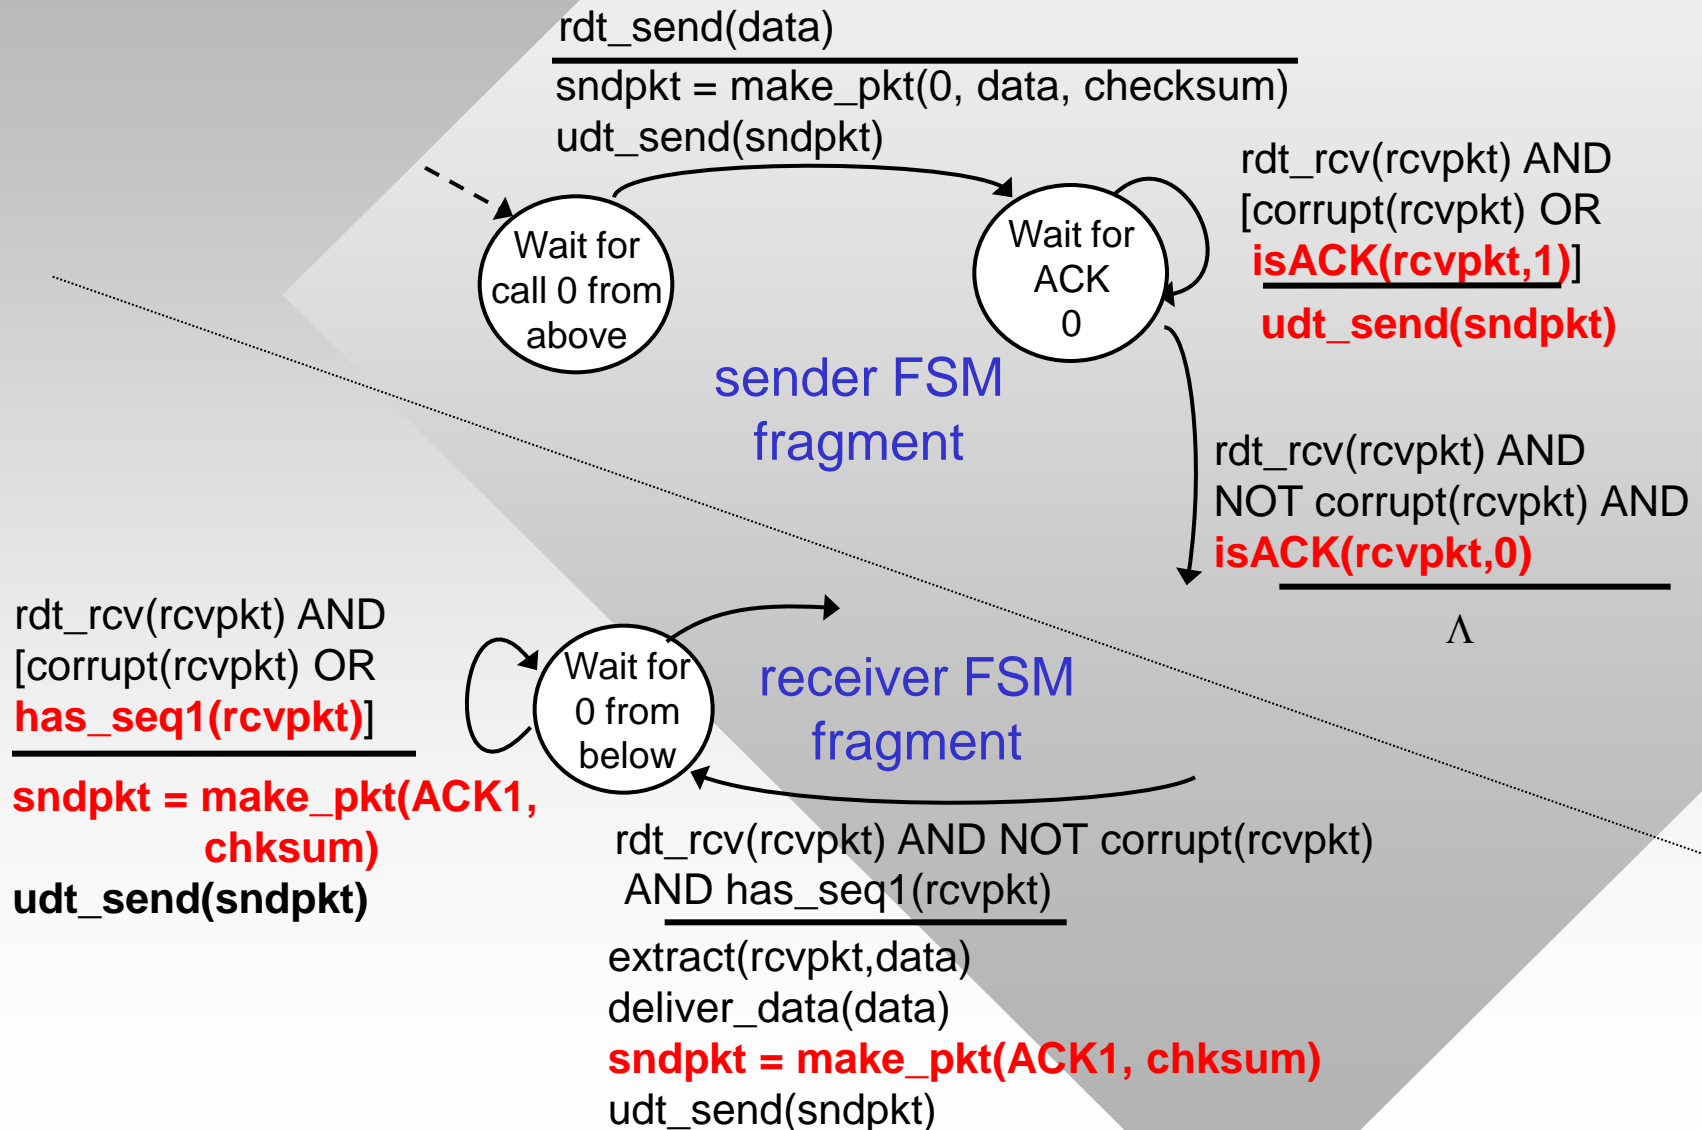 rdt_send(data)
sndpkt = make_pkt(0, data, checksum)
udt_send(sndpkt)
Wait for
call 0 from
above
Wait for
ACK
0
rdt_rcv(rcvpkt) AND
[corrupt(rcvpkt) OR
isACK(rcvpkt,1)]
udt_send(sndpkt)
sender FSM
fragment
rdt_rcv(rcvpkt) AND
NOT corrupt(rcvpkt) AND
isACK(rcvpkt,0)
Λ
rdt_rcv(rcvpkt) AND
[corrupt(rcvpkt) OR
has_seq1(rcvpkt)]
sndpkt = make_pkt(ACK1,
chksum)
udt_send(sndpkt)
Wait for
0 from
below
receiver FSM
fragment
rdt_rcv(rcvpkt) AND NOT corrupt(rcvpkt)
AND has_seq1(rcvpkt)
extract(rcvpkt,data)
deliver_data(data)
sndpkt = make_pkt(ACK1, chksum)
udt_send(sndpkt)